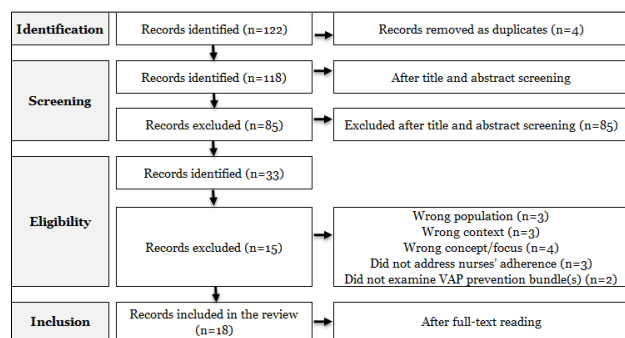 Identification
Records identified (n=122)
Records removed as duplicates (n=4)
Screening
Records identified (n=118)
After title and abstract screening
Records excluded (n=85)
Excluded after title and abstract screening (n=85)
Eligibility
Records identified (n=33)
Records excluded (n=15)
Wrong population (n=3)
Wrong context (n=3)
Wrong concept/focus (n=4)
Did not address nurses' adherence (n=3)
Did not examine VAP prevention bundle(s) (n=2)
Inclusion
Records included in the review
(n=18)
After full-text reading